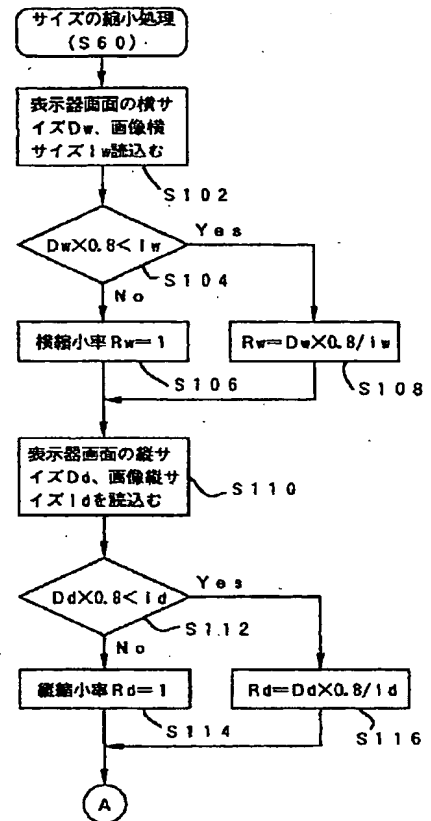 サイズの縮小処理
(S60)
表示器画面の横サ
イズDw、画像横
サイズIw読込む
S102
Dw×0.8<Iw
Yes
S104
No
横縮小率Rw=1
Rw=Dw×0.8/Iw
S106
S108
表示器画面の縦サ
イズDd、画像縦サ
イズIdを読込む
S110
Dd×0.8<Id
Yes
S112
No
縦縮小率Rd=1
Rd=Dd×0.8/Id
S114
S116
A